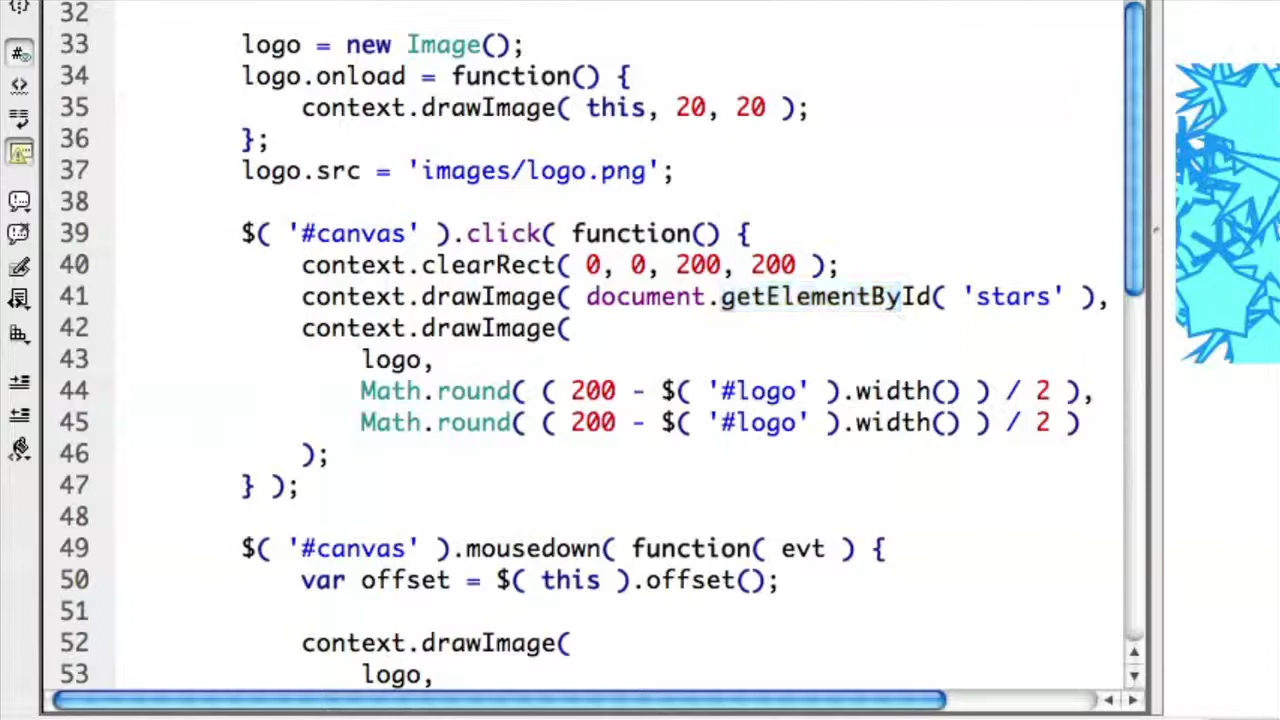 32
33 logo = new Image();
34 logo.onload = function() {
35 context.drawImage( this, 20, 20 );
36 };
37 logo.src = 'images/logo.png';
38
39 $( '#canvas' ).click( function() {
40 context.clearRect( 0, 0, 200, 200 );
41 context.drawImage( document.getElementById( 'stars' ),
42 context.drawImage(
43 logo,
44 Math.round( ( 200 - $( '#logo' ).width() ) / 2 ),
45 Math.round( ( 200 - $( '#logo' ).width() ) / 2 )
46 );
47 } );
48
49 $( '#canvas' ).mousedown( function( evt ) {
50 var offset = $( this ).offset();
51
52 context.drawImage(
53 logo,